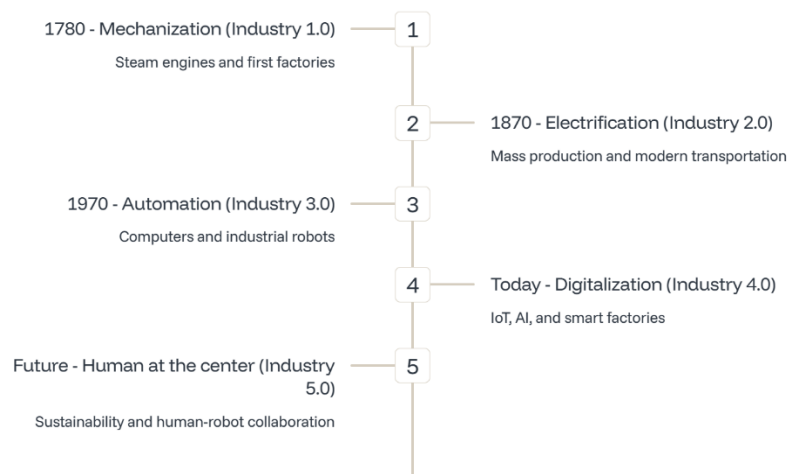 1780 - Mechanization (Industry 1.0)
1
Steam engines and first factories
2
1870 - Electrification (Industry 2.0)
Mass production and modern transportation
1970 - Automation (Industry 3.0)
3
Computers and industrial robots
4
Today - Digitalization (Industry 4.0)
IoT, AI, and smart factories
Future - Human at the center (Industry
5.0)
5
Sustainability and human-robot collaboration